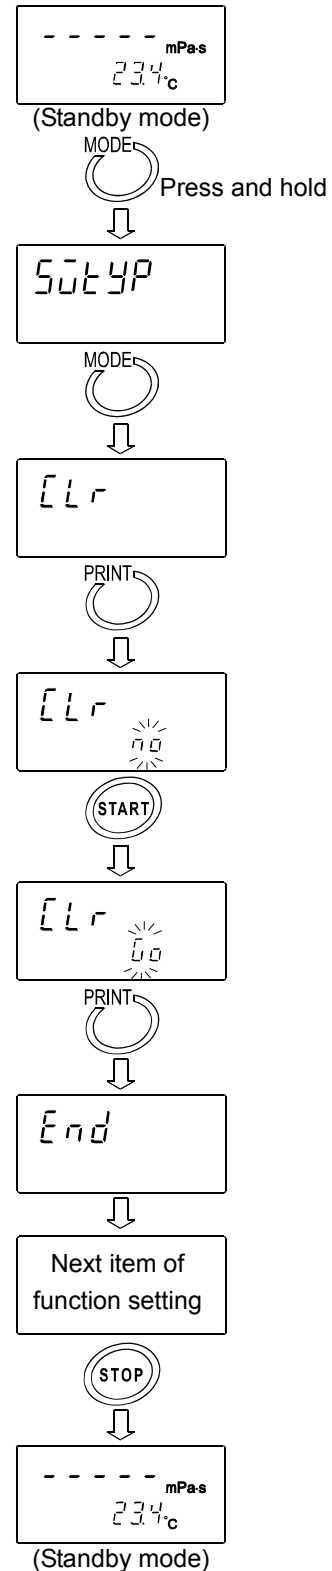 - - - - - mPa·s
23.4°C
(Standby mode)
MODE
Press and hold
SūtyP
MODE
CLr
PRINT
CLr
no
START
CLr
Go
PRINT
End
Next item of
function setting
STOP
- - - - - mPa·s
23.4°C
(Standby mode)